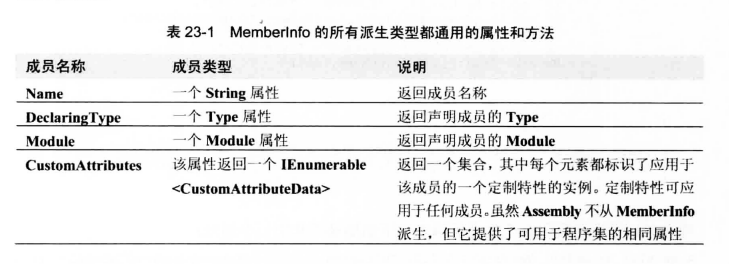 表 23-1 MemberInfo 的所有派生类型都通用的属性和方法
成员名称 成员类型 说明
Name 一个 String 属性 返回成员名称
DeclaringType 一个 Type 属性 返回声明成员的 Type
Module 一个 Module 属性 返回声明成员的 Module
CustomAttributes 该属性返回一个 IEnumerable 返回一个集合，其中每个元素都标识了应用于
<CustomAttributeData> 该成员的一个定制特性的实例。定制特性可应
用于任何成员。虽然 Assembly 不从 MemberInfo
派生，但它提供了可用于程序集的相同属性